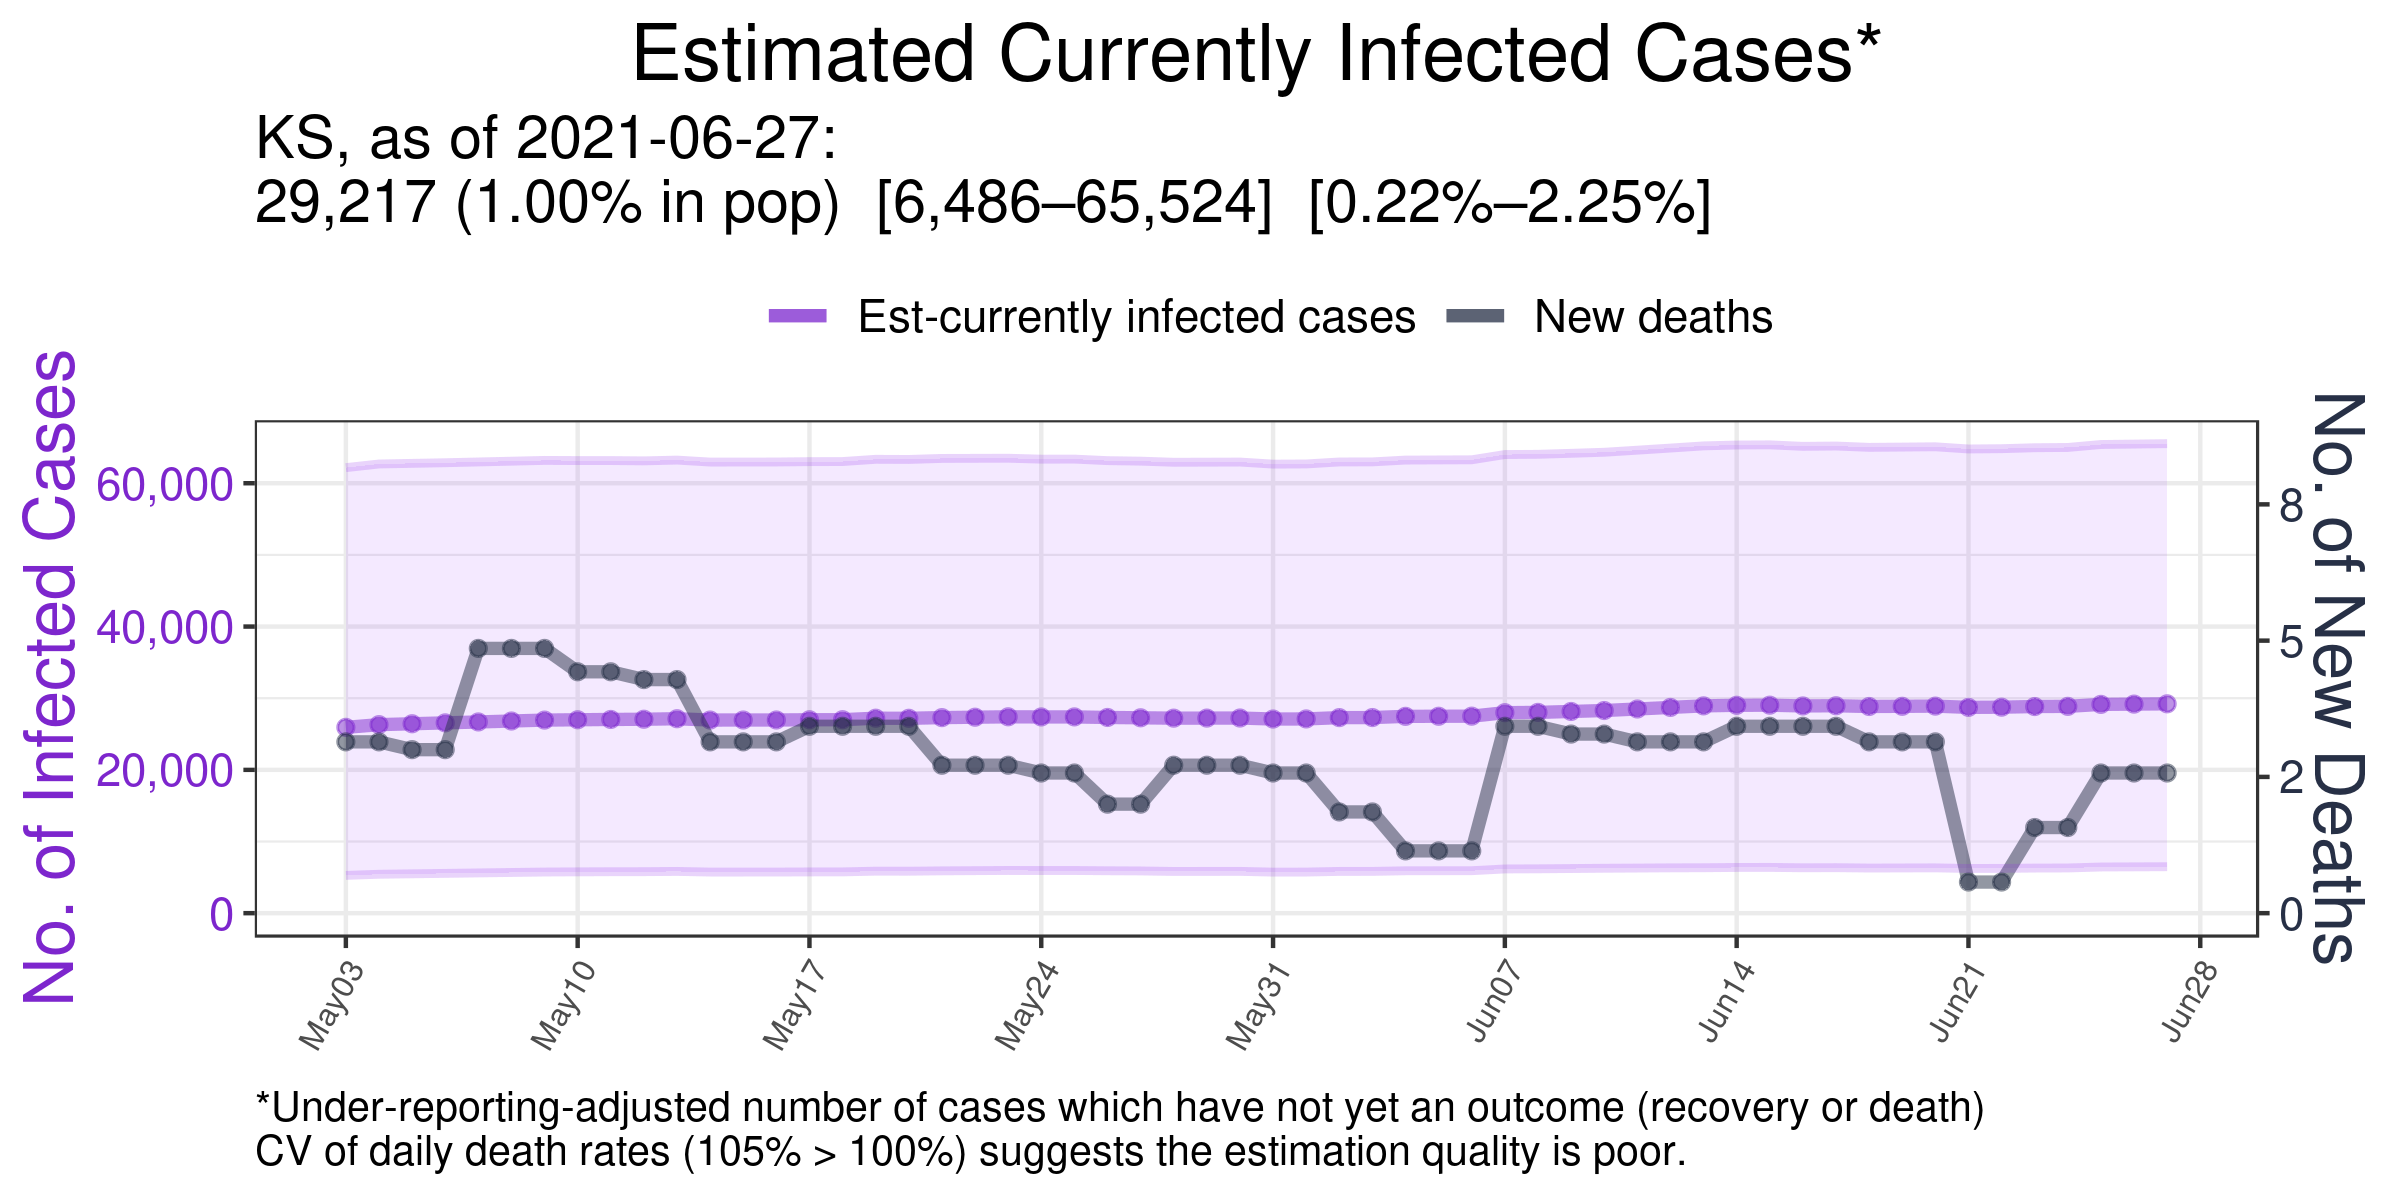 Estimated Currently Infected Cases*
KS, as of 2021-06-27:
29,217 (1.00% in pop)  [6,486–65,524]  [0.22%–2.25%]
Est-currently infected cases
New deaths
No. of Infected Cases
60,000
40,000
20,000
0
8
5
2
0
No. of New Deaths
May03
May10
May17
May24
May31
Jun07
Jun14
Jun21
Jun28
*Under-reporting-adjusted number of cases which have not yet an outcome (recovery or death)
CV of daily death rates (105% > 100%) suggests the estimation quality is poor.